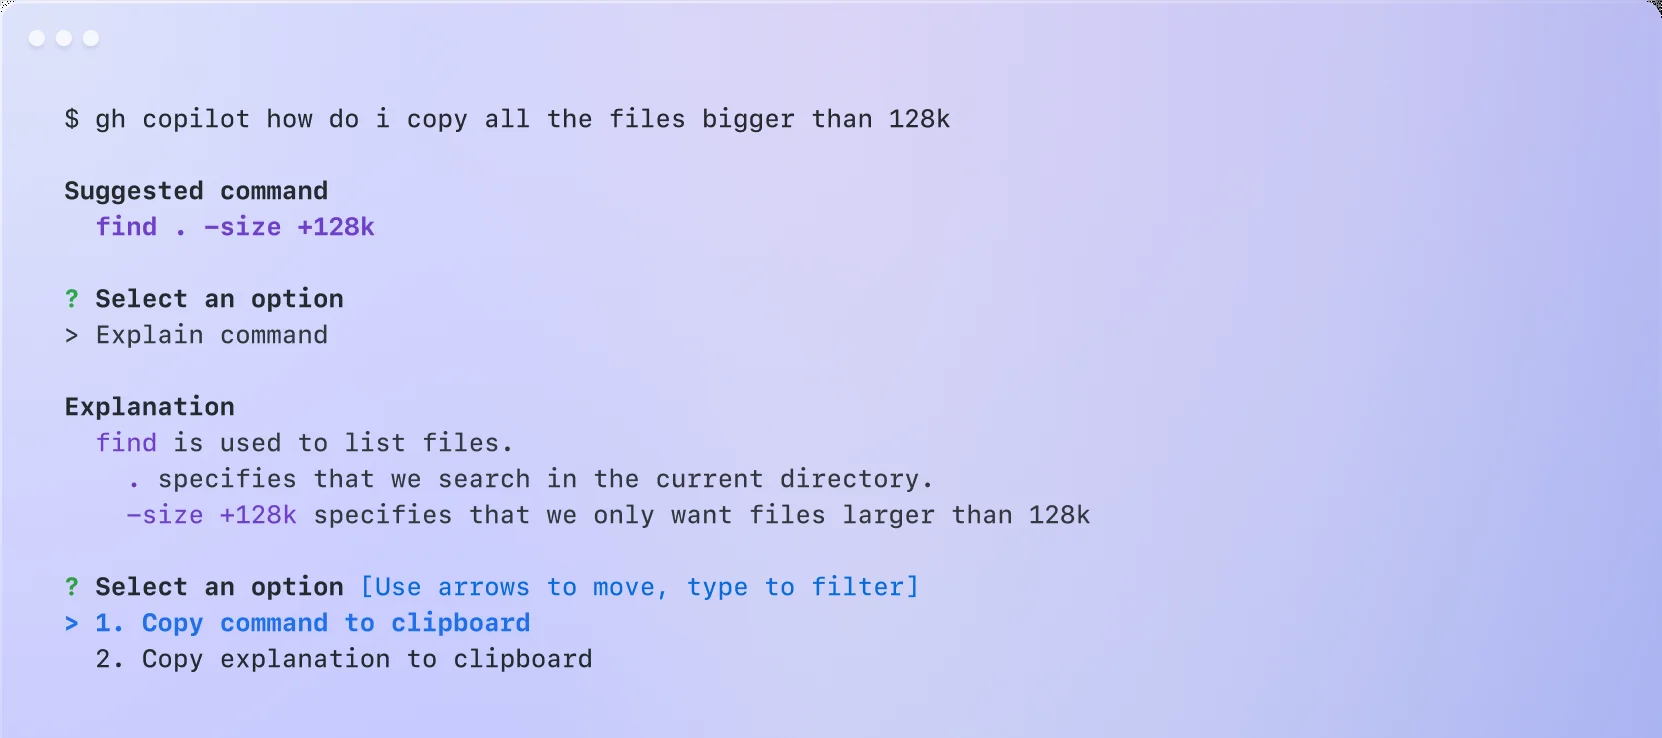 $ gh copilot how do i copy all the files bigger than 128k
Suggested command
find . -size +128k
? Select an option
> Explain command
Explanation
find is used to list files.
. specifies that we search in the current directory.
-size +128k specifies that we only want files larger than 128k
? Select an option [Use arrows to move, type to filter]
> 1. Copy command to clipboard
2. Copy explanation to clipboard